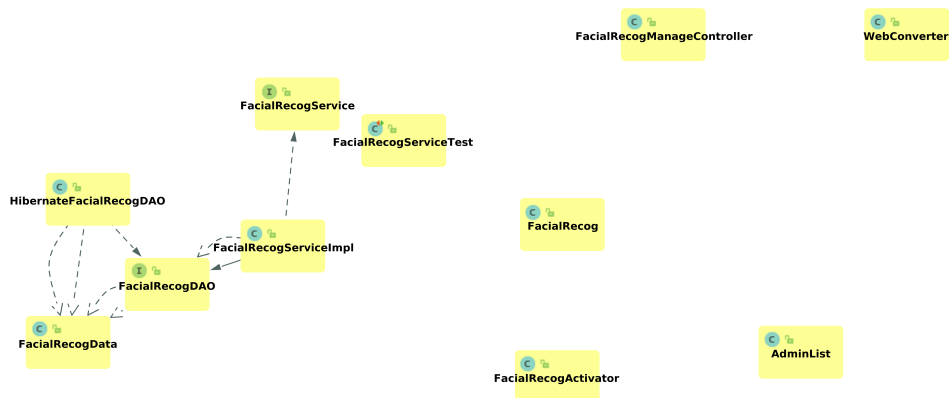 C
FacialRecogManageController
C
WebConverter
I
FacialRecogService
C
FacialRecogServiceTest
C
HibernateFacialRecogDAO
C
FacialRecog
C
FacialRecogServiceImpl
I
FacialRecogDAO
C
FacialRecogData
C
AdminList
C
FacialRecogActivator